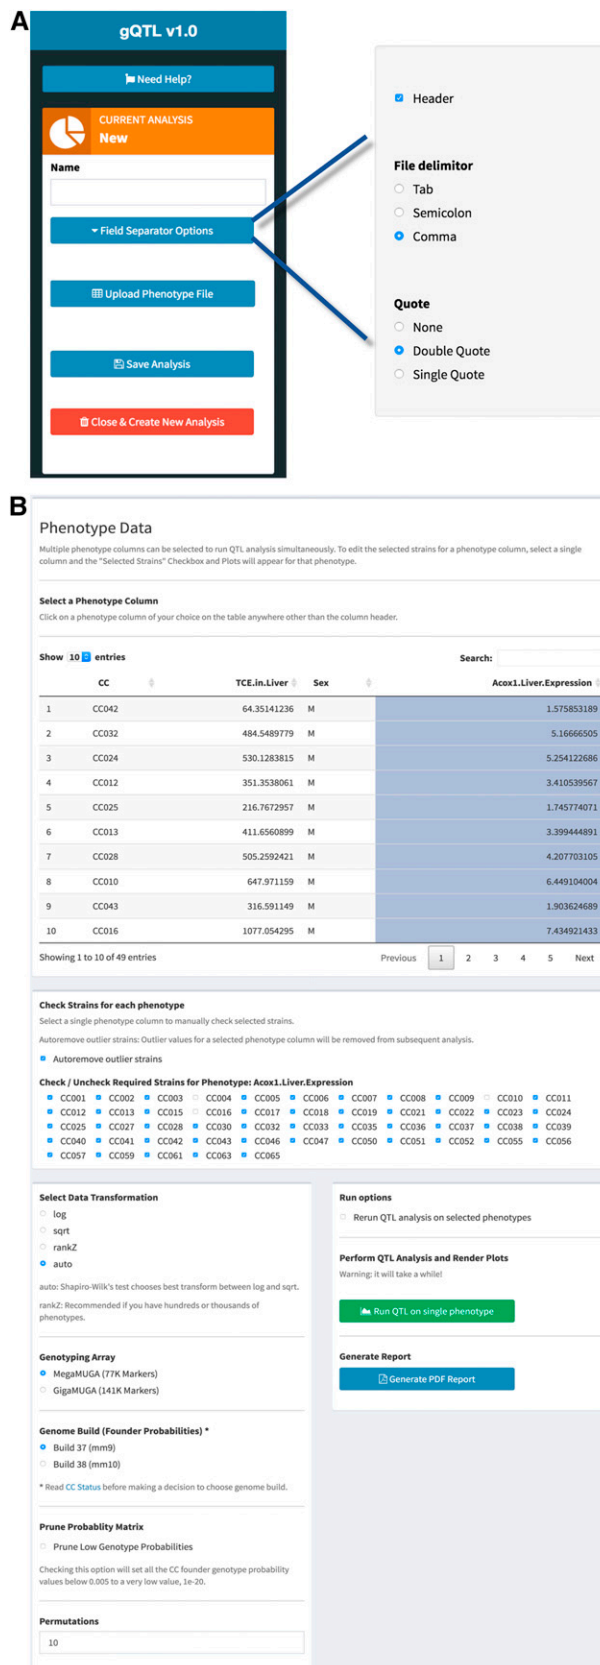 A
gQTL v1.0
Need Help?
CURRENT ANALYSIS
New
Name
Field Separator Options
Upload Phenotype File
Save Analysis
Close & Create New Analysis
Header
File delimitor
Tab
Semicolon
Comma
Quote
None
Double Quote
Single Quote
B
Phenotype Data
Multiple phenotype columns can be selected to run QTL analysis simultaneously. To edit the selected strains for a phenotype column, select a single
column and the "Selected Strains" Checkbox and Plots will appear for that phenotype.
Select a Phenotype Column
Click on a phenotype column of your choice on the table anywhere other than the column header.
Show 10 entries Search:
CC TCE.in.Liver Sex Acox1.Liver.Expression
1 CC042 64.35141236 M 1.575853189
2 CC032 484.5489779 M 5.16666505
3 CC024 530.1283815 M 5.254122686
4 CC012 351.3538061 M 3.410539567
5 CC025 216.7672957 M 1.745774071
6 CC013 411.6560899 M 3.399444891
7 CC028 505.2592421 M 4.207703105
8 CC010 647.971159 M 6.449104004
9 CC043 316.591149 M 1.903624689
10 CC016 1077.054295 M 7.434921433
Showing 1 to 10 of 49 entries Previous 1 2 3 4 5 Next
Check Strains for each phenotype
Select a single phenotype column to manually check selected strains.
Autoremove outlier strains: Outlier values for a selected phenotype column will be removed from subsequent analysis.
Autoremove outlier strains
Check / Uncheck Required Strains for Phenotype: Acox1.Liver.Expression
CC001 CC002 CC003 CC004 CC005 CC006 CC007 CC008 CC009 CC010 CC011
CC012 CC013 CC015 CC016 CC017 CC018 CC019 CC021 CC022 CC023 CC024
CC025 CC027 CC028 CC030 CC032 CC033 CC035 CC036 CC037 CC038 CC039
CC040 CC041 CC042 CC043 CC046 CC047 CC050 CC051 CC052 CC055 CC056
CC057 CC059 CC061 CC063 CC065
Select Data Transformation
log
sqrt
rankZ
auto
auto: Shapiro-Wilk's test chooses best transform between log and sqrt.
rankZ: Recommended if you have hundreds or thousands of
phenotypes.
Genotyping Array
MegaMUGA (77K Markers)
GigaMUGA (141K Markers)
Genome Build (Founder Probabilities) *
Build 37 (mm9)
Build 38 (mm10)
* Read CC Status before making a decision to choose genome build.
Prune Probablity Matrix
Prune Low Genotype Probabilities
Checking this option will set all the CC founder genotype probability
values below 0.005 to a very low value, 1e-20.
Permutations
10
Run options
Rerun QTL analysis on selected phenotypes
Perform QTL Analysis and Render Plots
Warning: it will take a while!
Run QTL on single phenotype
Generate Report
Generate PDF Report